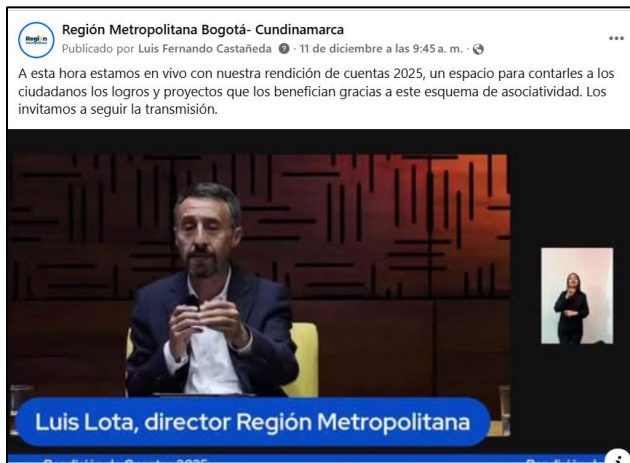 Región
Región Metropolitana Bogotá- Cundinamarca
Publicado por Luis Fernando Castañeda · 11 de diciembre a las 9:45 a. m. ·
A esta hora estamos en vivo con nuestra rendición de cuentas 2025, un espacio para contarles a los
ciudadanos los logros y proyectos que los benefician gracias a este esquema de asociatividad. Los
invitamos a seguir la transmisión.
Luis Lota, director Región Metropolitana